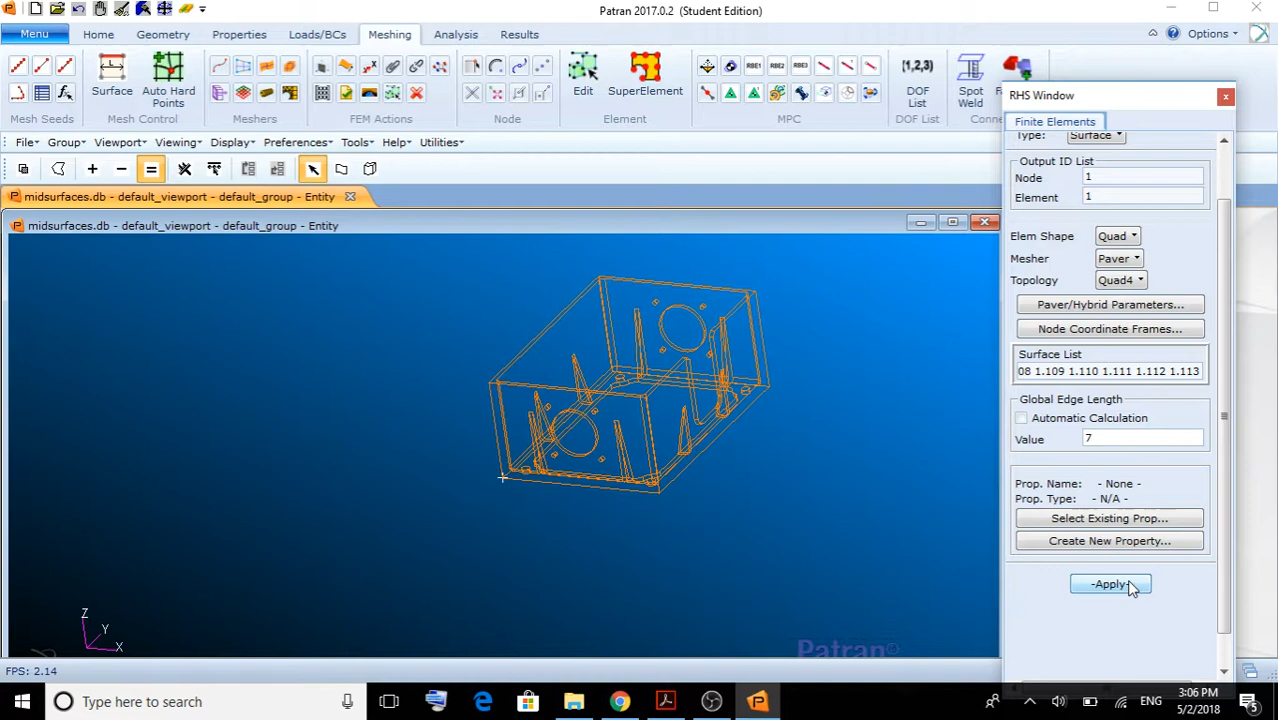 Patran 2017.0.2 (Student Edition)
Menu Home Geometry Properties Loads/BCs Meshing Analysis Results Options
Surface Auto Hard Points Edit SuperElement RBE1 RBE2 RBE3 [1,2,3] DOF List Spot Weld
Mesh Seeds Mesh Control Meshers FEM Actions Node Element MPC DOF List
File Group Viewport Viewing Display Preferences Tools Help Utilities
midsurfaces.db - default_viewport - default_group - Entity
midsurfaces.db - default_viewport - default_group - Entity
RHS Window
Finite Elements
Type: Surface
Output ID List
Node 1
Element 1
Elem Shape Quad
Mesher Paver
Topology Quad4
Paver/Hybrid Parameters...
Node Coordinate Frames...
Surface List
08 1.109 1.110 1.111 1.112 1.113
Global Edge Length
Automatic Calculation
Value 7
Prop. Name: - None -
Prop. Type: - N/A -
Select Existing Prop...
Create New Property...
-Apply-
Z
Y
X
Patran
FPS: 2.14
Type here to search
ENG
3:06 PM
5/2/2018
5